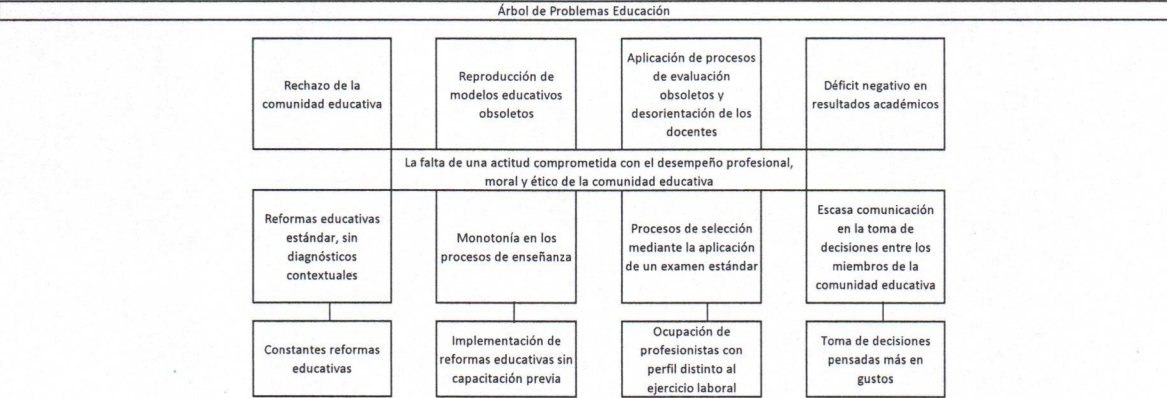 Árbol de Problemas Educación
Rechazo de la
comunidad educativa
Reproducción de
modelos educativos
obsoletos
Aplicación de procesos
de evaluación
obsoletos y
desorientación de los
docentes
Déficit negativo en
resultados académicos
La falta de una actitud comprometida con el desempeño profesional,
moral y ético de la comunidad educativa
Reformas educativas
estándar, sin
diagnósticos
contextuales
Monotonía en los
procesos de enseñanza
Procesos de selección
mediante la aplicación
de un examen estándar
Escasa comunicación
en la toma de
decisiones entre los
miembros de la
comunidad educativa
Constantes reformas
educativas
Implementación de
reformas educativas sin
capacitación previa
Ocupación de
profesionistas con
perfil distinto al
ejercicio laboral
Toma de decisiones
pensadas más en
gustos